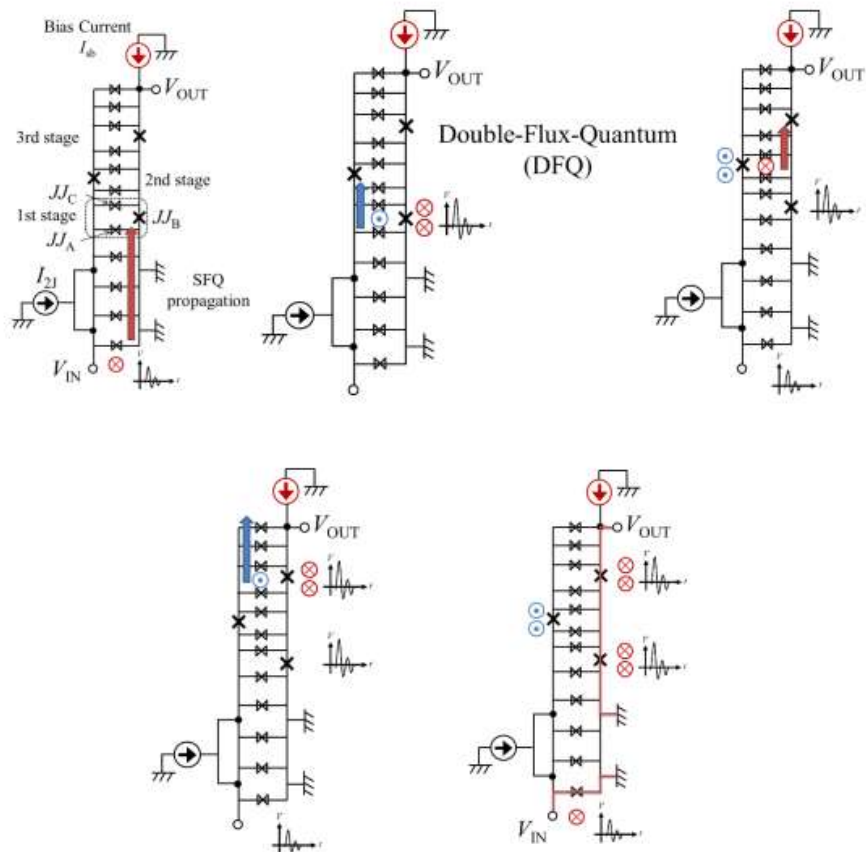 Bias Current
I_sb
V_OUT
3rd stage
2nd stage
JJ_C
1st stage
JJ_B
JJ_A
I_2J
SFQ
propagation
V_IN
V
t
V_OUT
Double-Flux-Quantum
(DFQ)
V
t
V_OUT
V
t
V
t
V_OUT
V
t
V
t
V
t
V_OUT
V
t
V
t
V_IN
V
t